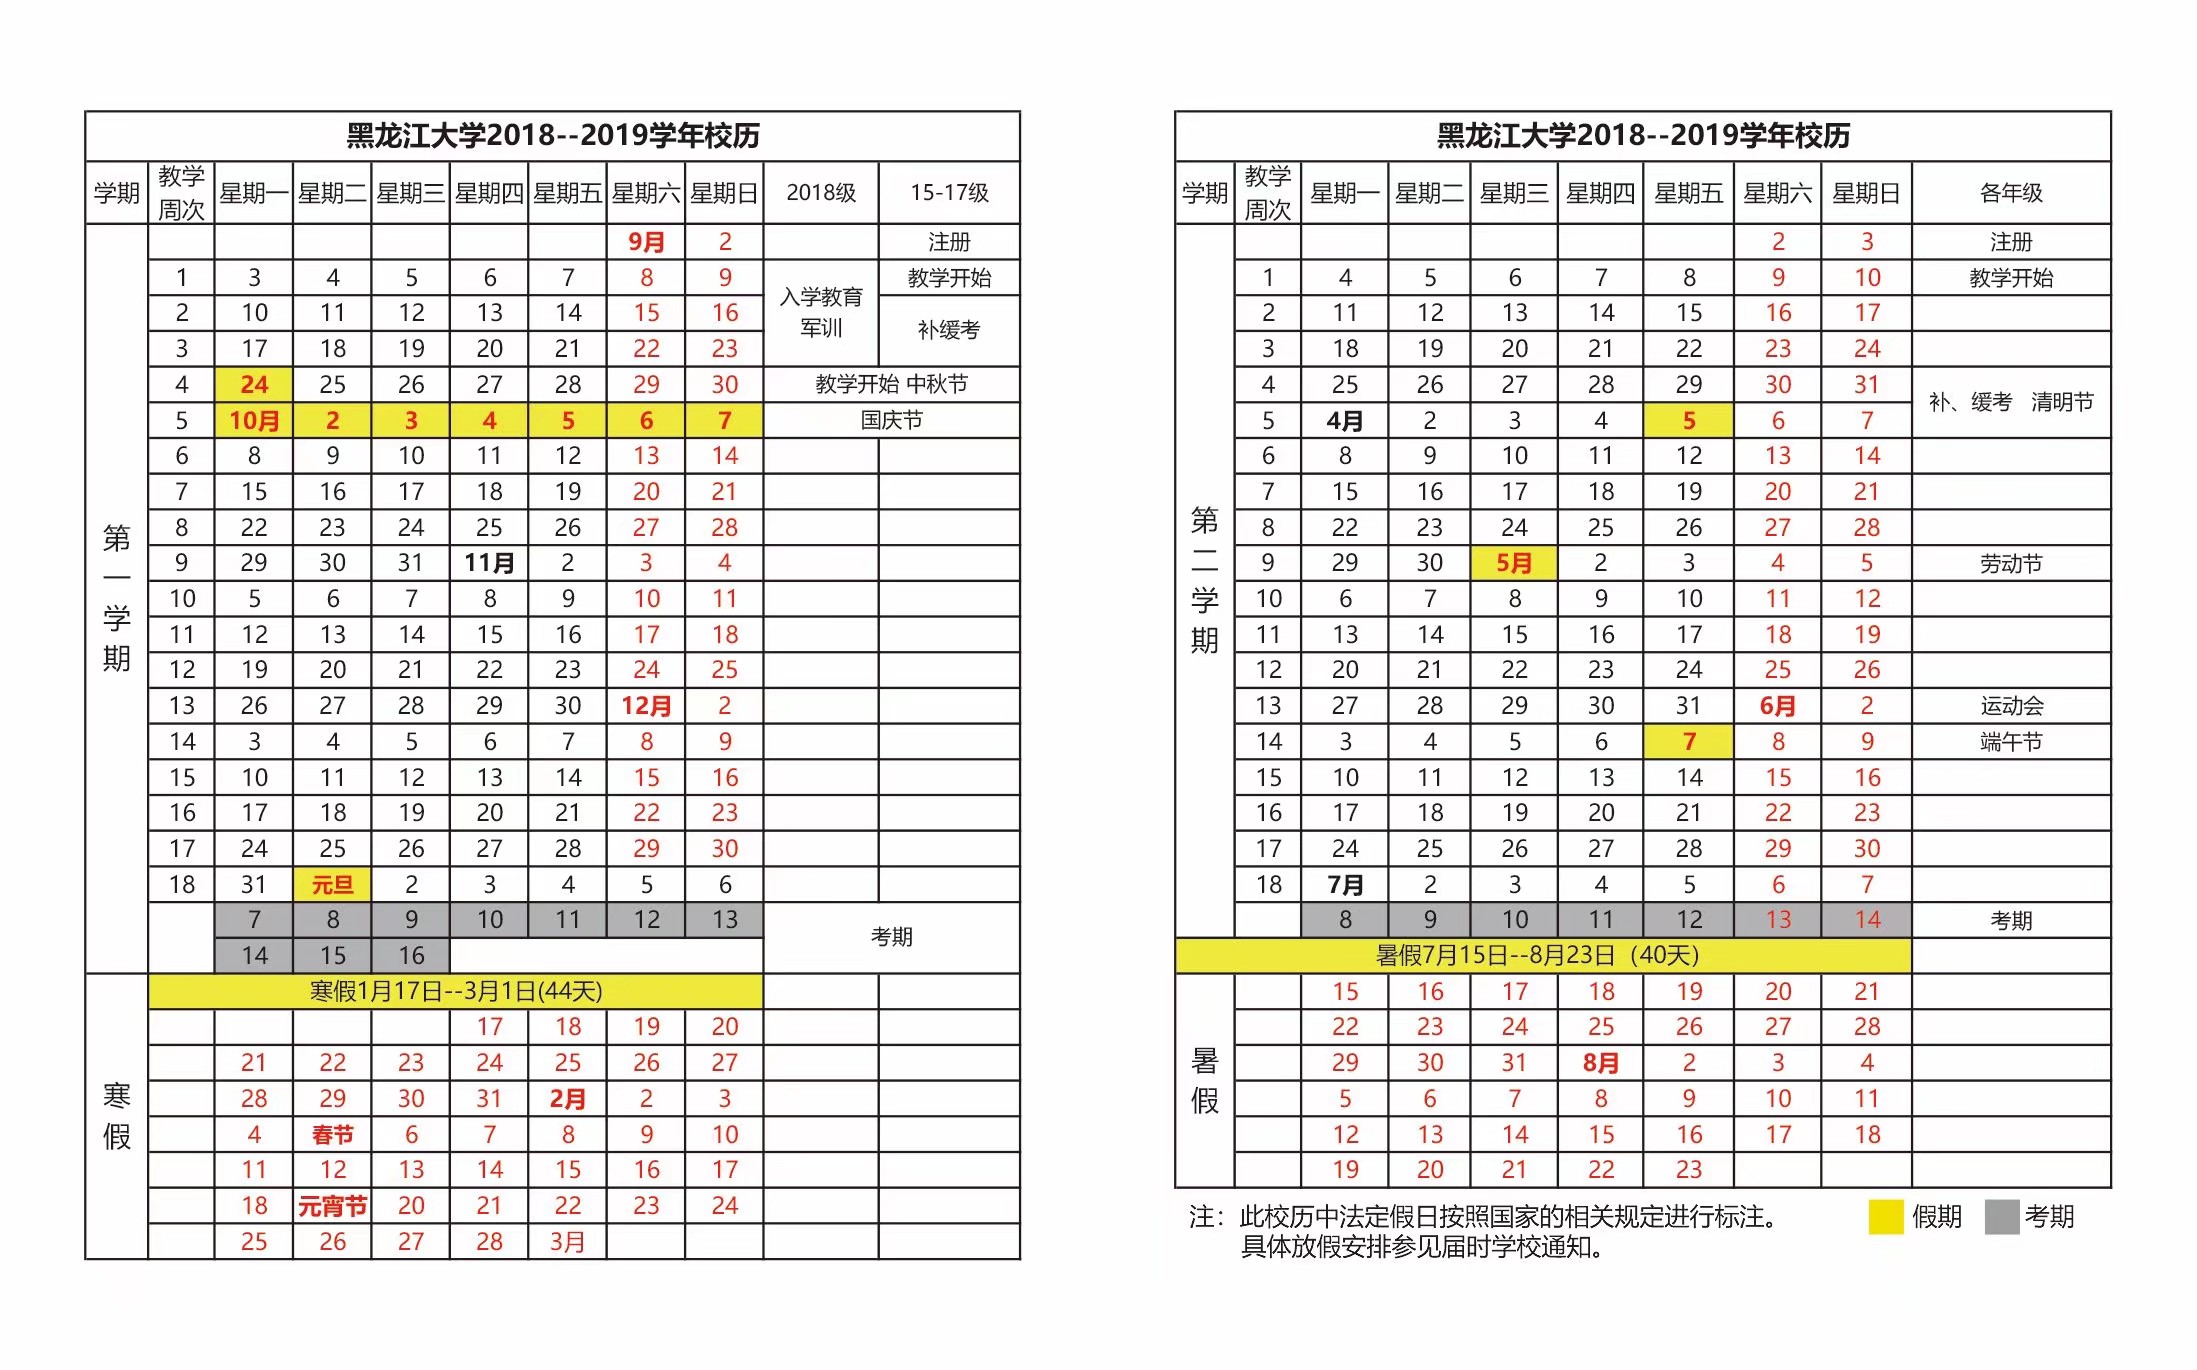 黑龙江大学2018--2019学年校历
学期 教学周次 星期一 星期二 星期三 星期四 星期五 星期六 星期日 2018级 15-17级
第一学期
9月 2 注册
1 3 4 5 6 7 8 9 入学教育 军训 教学开始
2 10 11 12 13 14 15 16 补缓考
3 17 18 19 20 21 22 23
4 24 25 26 27 28 29 30 教学开始 中秋节
5 10月 2 3 4 5 6 7 国庆节
6 8 9 10 11 12 13 14
7 15 16 17 18 19 20 21
8 22 23 24 25 26 27 28
9 29 30 31 11月 2 3 4
10 5 6 7 8 9 10 11
11 12 13 14 15 16 17 18
12 19 20 21 22 23 24 25
13 26 27 28 29 30 12月 2
14 3 4 5 6 7 8 9
15 10 11 12 13 14 15 16
16 17 18 19 20 21 22 23
17 24 25 26 27 28 29 30
18 31 元旦 2 3 4 5 6
7 8 9 10 11 12 13 考期
14 15 16
寒假1月17日--3月1日(44天)
寒假
17 18 19 20
21 22 23 24 25 26 27
28 29 30 31 2月 2 3
4 春节 6 7 8 9 10
11 12 13 14 15 16 17
18 元宵节 20 21 22 23 24
25 26 27 28 3月
黑龙江大学2018--2019学年校历
学期 教学周次 星期一 星期二 星期三 星期四 星期五 星期六 星期日 各年级
第二学期
2 3 注册
1 4 5 6 7 8 9 10 教学开始
2 11 12 13 14 15 16 17
3 18 19 20 21 22 23 24
4 25 26 27 28 29 30 31 补、缓考 清明节
5 4月 2 3 4 5 6 7
6 8 9 10 11 12 13 14
7 15 16 17 18 19 20 21
8 22 23 24 25 26 27 28
9 29 30 5月 2 3 4 5 劳动节
10 6 7 8 9 10 11 12
11 13 14 15 16 17 18 19
12 20 21 22 23 24 25 26
13 27 28 29 30 31 6月 2 运动会
14 3 4 5 6 7 8 9 端午节
15 10 11 12 13 14 15 16
16 17 18 19 20 21 22 23
17 24 25 26 27 28 29 30
18 7月 2 3 4 5 6 7
8 9 10 11 12 13 14 考期
暑假7月15日--8月23日（40天）
暑假
15 16 17 18 19 20 21
22 23 24 25 26 27 28
29 30 31 8月 2 3 4
5 6 7 8 9 10 11
12 13 14 15 16 17 18
19 20 21 22 23
注：此校历中法定假日按照国家的相关规定进行标注。
具体放假安排参见届时学校通知。
假期 考期